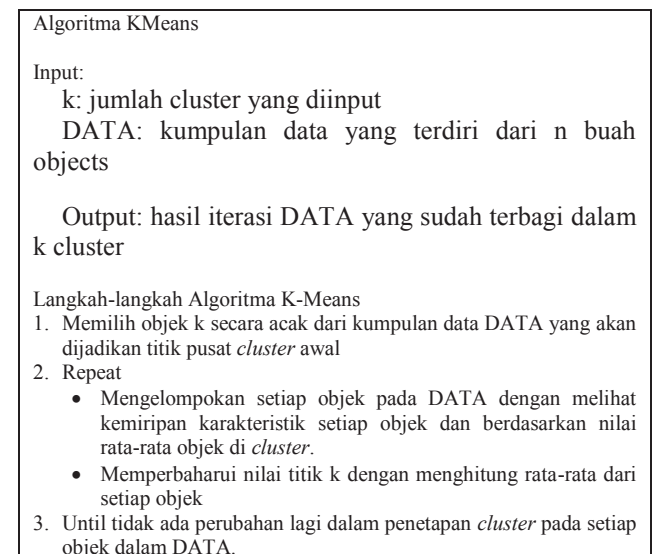 Algoritma KMeans
Input:
k: jumlah cluster yang diinput
DATA: kumpulan data yang terdiri dari n buah
objects
Output: hasil iterasi DATA yang sudah terbagi dalam
k cluster
Langkah-langkah Algoritma K-Means
1. Memilih objek k secara acak dari kumpulan data DATA yang akan
dijadikan titik pusat cluster awal
2. Repeat
• Mengelompokan setiap objek pada DATA dengan melihat
kemiripan karakteristik setiap objek dan berdasarkan nilai
rata-rata objek di cluster.
• Memperbaharui nilai titik k dengan menghitung rata-rata dari
setiap objek
3. Until tidak ada perubahan lagi dalam penetapan cluster pada setiap
objek dalam DATA.